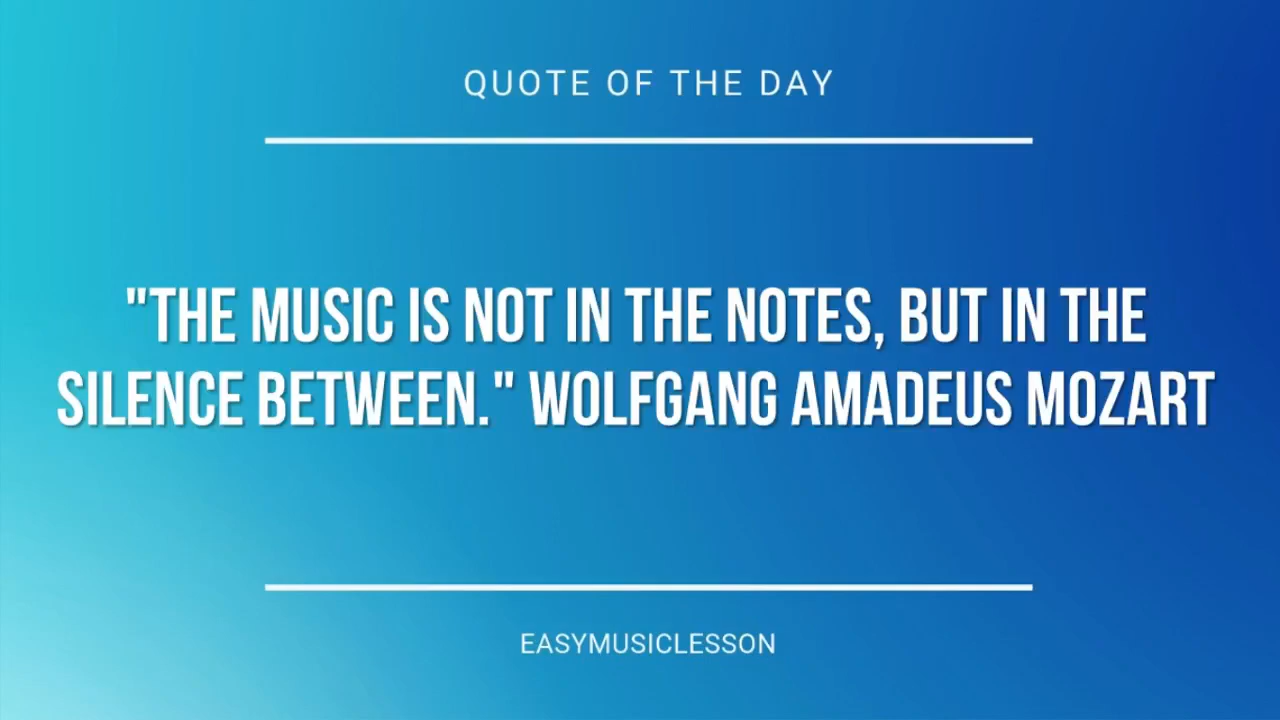 QUOTE OF THE DAY
"THE MUSIC IS NOT IN THE NOTES, BUT IN THE
SILENCE BETWEEN." WOLFGANG AMADEUS MOZART
EASYMUSICLESSON